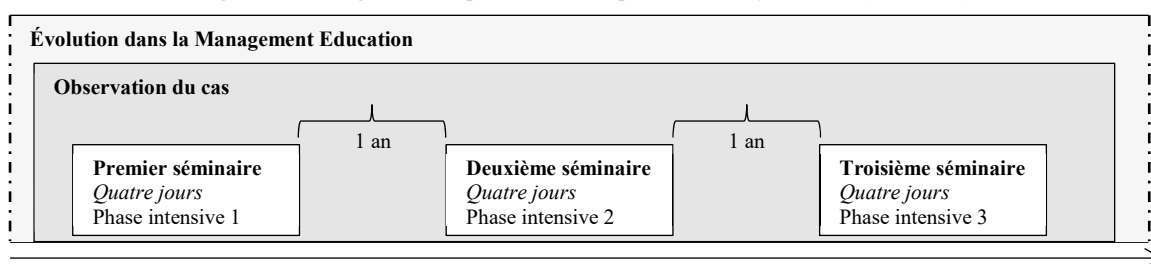 Évolution dans la Management Education
Observation du cas
1 an
1 an
Premier séminaire
Quatre jours
Phase intensive 1
Deuxième séminaire
Quatre jours
Phase intensive 2
Troisième séminaire
Quatre jours
Phase intensive 3